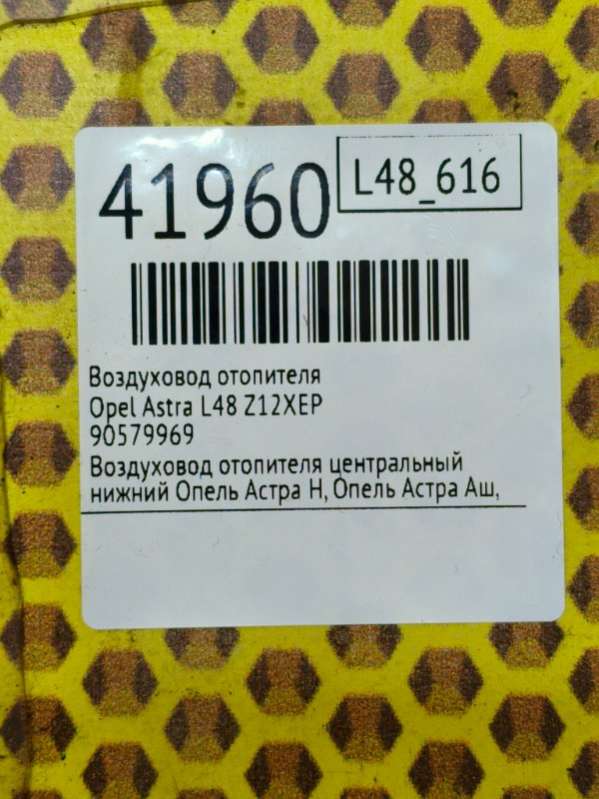 41960
L48_616
Воздуховод отопителя
Opel Astra L48 Z12XEP
90579969
Воздуховод отопителя центральный
нижний Опель Астра Н, Опель Астра Аш,